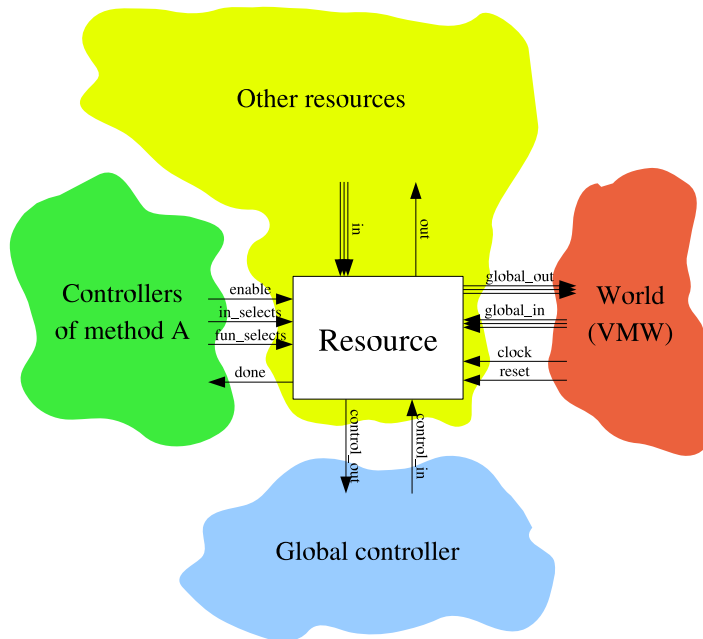 Other resources
in
out
Controllers
of method A
enable
in_selects
fun_selects
done
Resource
global_out
global_in
clock
reset
World
(VMW)
control_out
control_in
Global controller